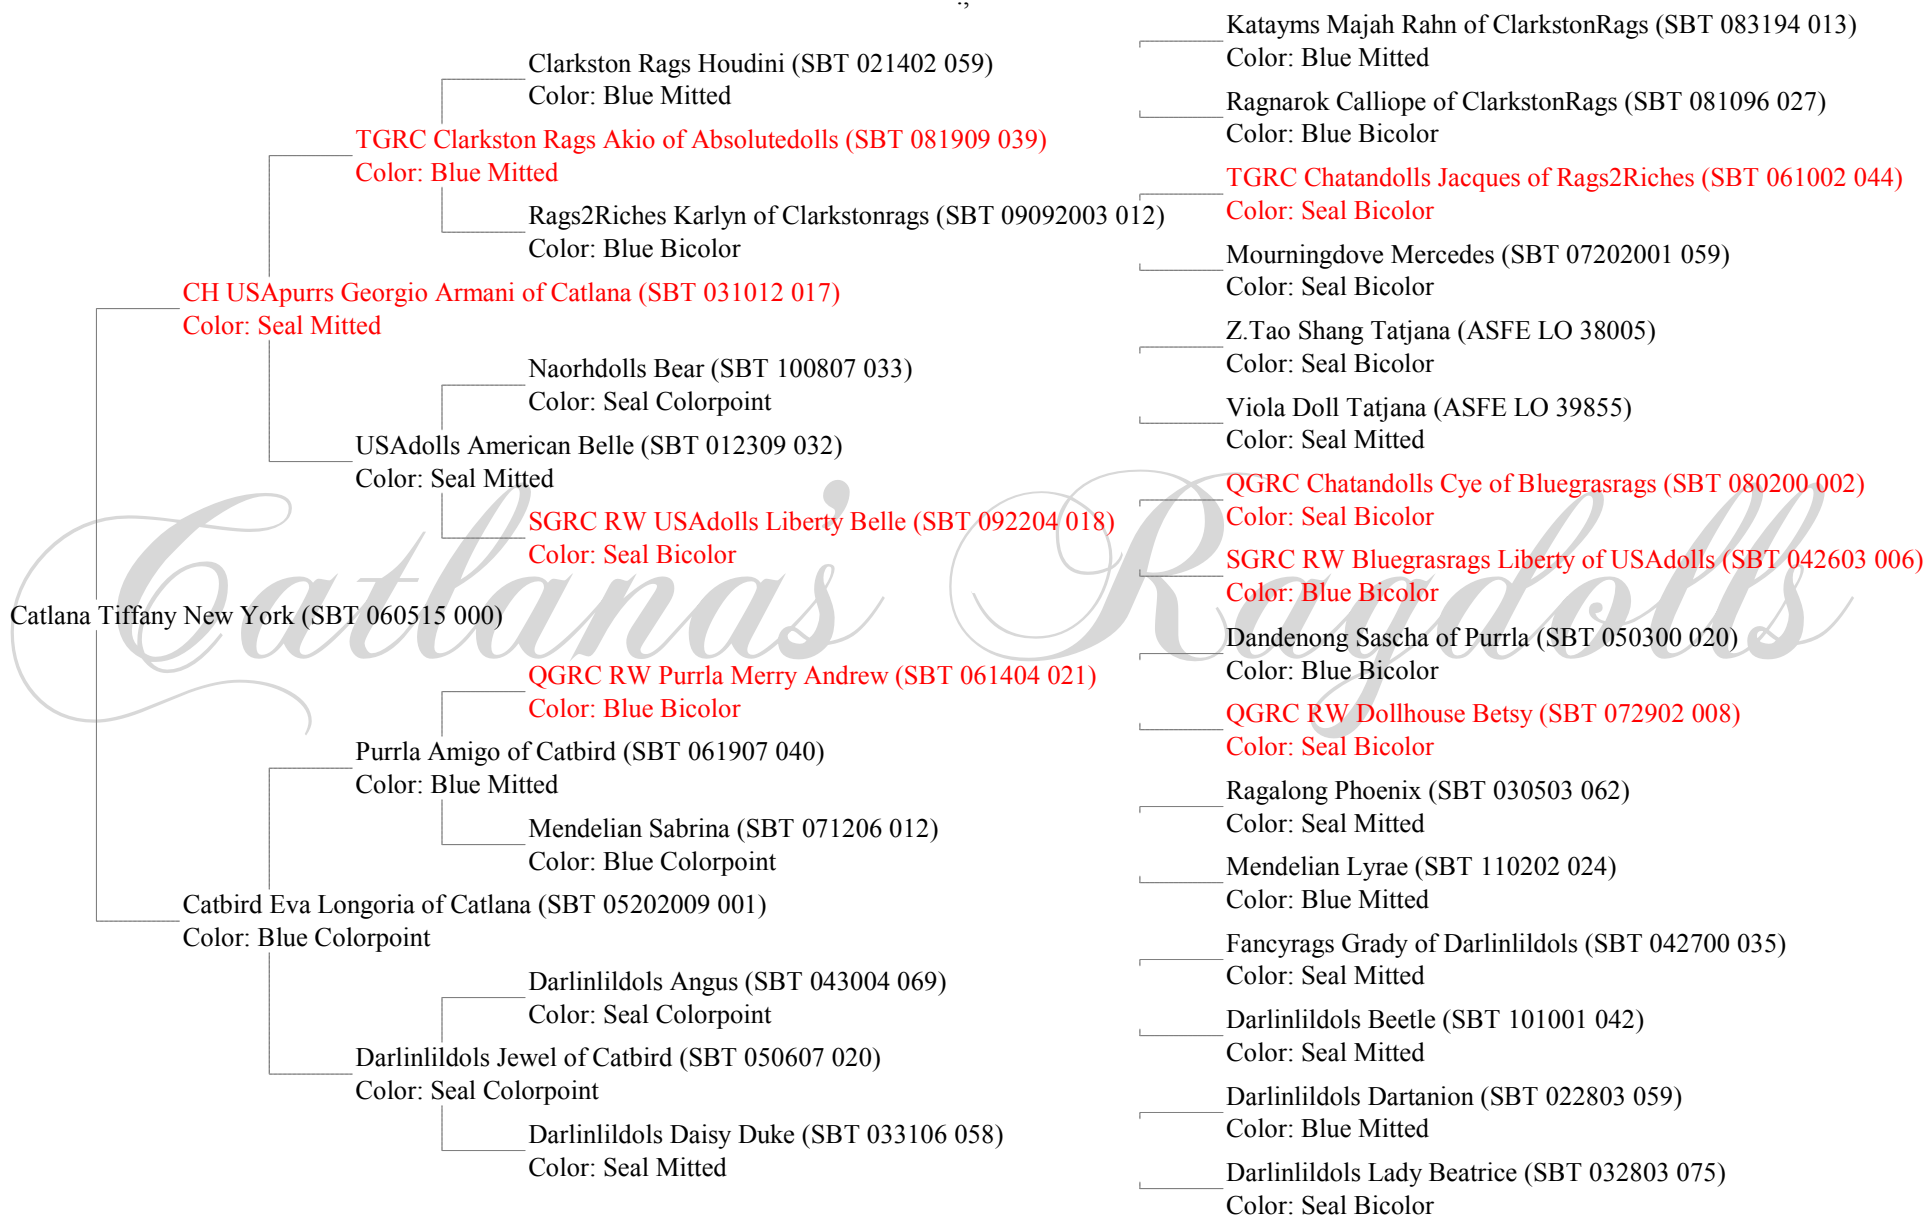 Katayms Majah Rahn of ClarkstonRags (SBT 083194 013)
Color: Blue Mitted
Clarkston Rags Houdini (SBT 021402 059)
Color: Blue Mitted
Ragnarok Calliope of ClarkstonRags (SBT 081096 027)
Color: Blue Bicolor
TGRC Clarkston Rags Akio of Absolutedolls (SBT 081909 039)
Color: Blue Mitted
TGRC Chatandolls Jacques of Rags2Riches (SBT 061002 044)
Color: Seal Bicolor
Rags2Riches Karlyn of Clarkstonrags (SBT 09092003 012)
Color: Blue Bicolor
Mourningdove Mercedes (SBT 07202001 059)
Color: Seal Bicolor
CH USApurrs Georgio Armani of Catlana (SBT 031012 017)
Color: Seal Mitted
Z.Tao Shang Tatjana (ASFE LO 38005)
Color: Seal Bicolor
Naorhdolls Bear (SBT 100807 033)
Color: Seal Colorpoint
Viola Doll Tatjana (ASFE LO 39855)
Color: Seal Mitted
USAdolls American Belle (SBT 012309 032)
Color: Seal Mitted
QGRC Chatandolls Cye of Bluegrasrags (SBT 080200 002)
Color: Seal Bicolor
SGRC RW USAdolls Liberty Belle (SBT 092204 018)
Color: Seal Bicolor
SGRC RW Bluegrasrags Liberty of USAdolls (SBT 042603 006)
Color: Blue Bicolor
Catlana Tiffany New York (SBT 060515 000)
Catlana's Ragdolls
Dandenong Sascha of Purrla (SBT 050300 020)
Color: Blue Bicolor
QGRC RW Purrla Merry Andrew (SBT 061404 021)
Color: Blue Bicolor
QGRC RW Dollhouse Betsy (SBT 072902 008)
Color: Seal Bicolor
Purrla Amigo of Catbird (SBT 061907 040)
Color: Blue Mitted
Ragalong Phoenix (SBT 030503 062)
Color: Seal Mitted
Mendelian Sabrina (SBT 071206 012)
Color: Blue Colorpoint
Mendelian Lyrae (SBT 110202 024)
Color: Blue Mitted
Catbird Eva Longoria of Catlana (SBT 05202009 001)
Color: Blue Colorpoint
Fancyrags Grady of Darlinlildols (SBT 042700 035)
Color: Seal Mitted
Darlinlildols Angus (SBT 043004 069)
Color: Seal Colorpoint
Darlinlildols Beetle (SBT 101001 042)
Color: Seal Mitted
Darlinlildols Jewel of Catbird (SBT 050607 020)
Color: Seal Colorpoint
Darlinlildols Dartanion (SBT 022803 059)
Color: Blue Mitted
Darlinlildols Daisy Duke (SBT 033106 058)
Color: Seal Mitted
Darlinlildols Lady Beatrice (SBT 032803 075)
Color: Seal Bicolor